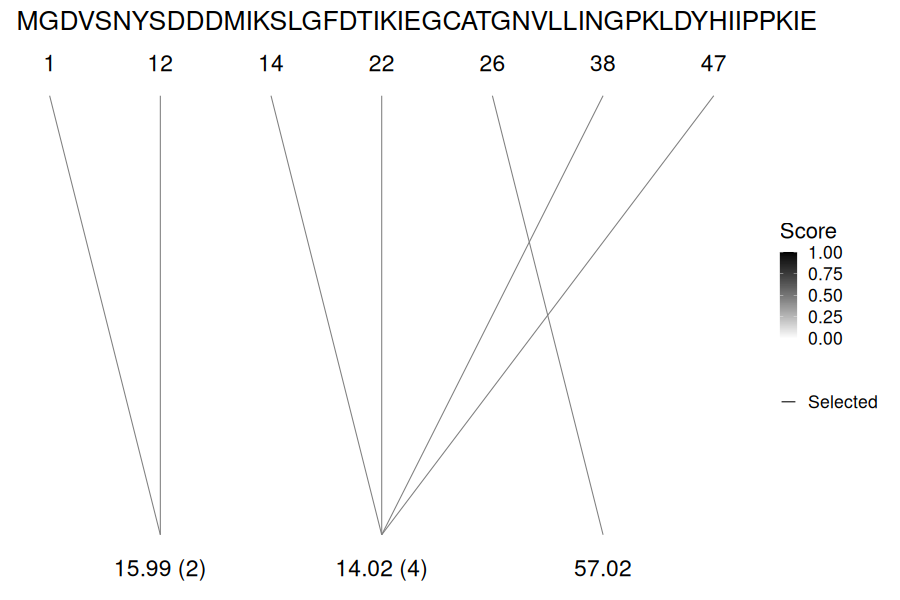 MGDVSNYSDDDMIKSLGFDTIKIEGCATGNVLLINGPKLDYHIIPPKIE
1 12 14 22 26 38 47
Score
1.00
0.75
0.50
0.25
0.00
Selected
15.99 (2) 14.02 (4) 57.02